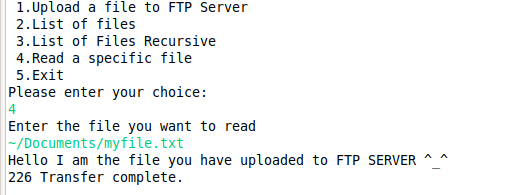 1.Upload a file to FTP Server
2.List of files
3.List of Files Recursive
4.Read a specific file
5.Exit
Please enter your choice:
4
Enter the file you want to read
~/Documents/myfile.txt
Hello I am the file you have uploaded to FTP SERVER ^_^
226 Transfer complete.